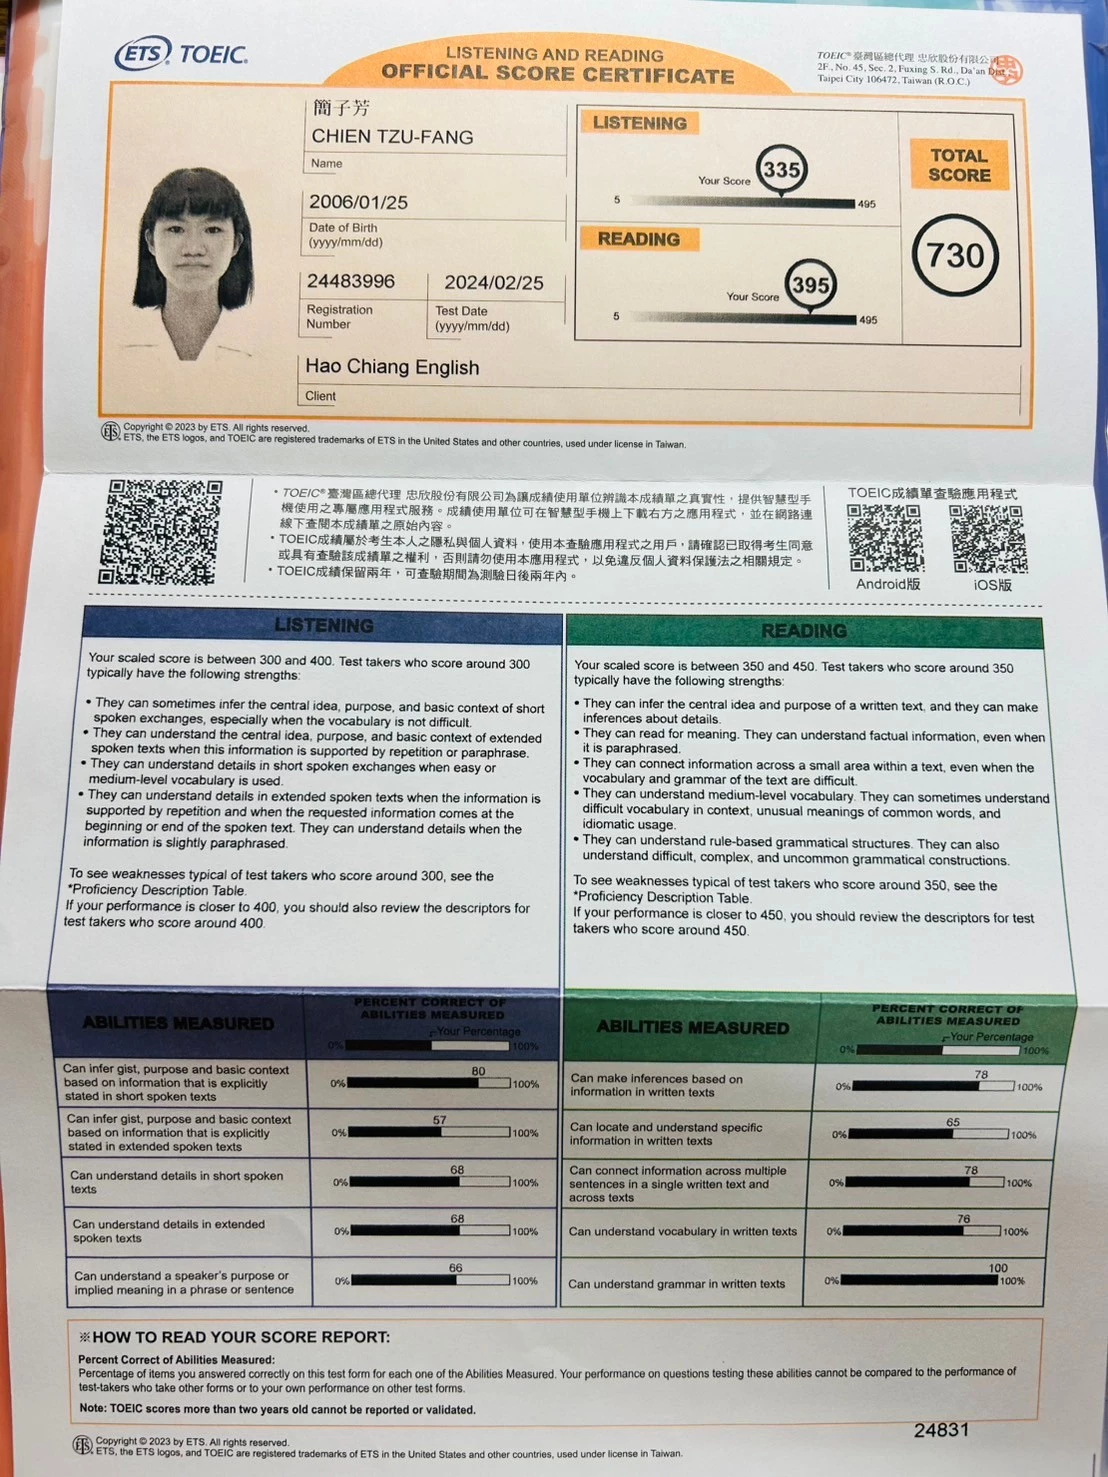 ETS TOEIC
LISTENING AND READING
OFFICIAL SCORE CERTIFICATE
TOEIC® 臺灣區總代理 忠欣股份有限公司
2F., No. 45, Sec. 2, Fuxing S. Rd., Da'an Dist.
Taipei City 106472, Taiwan (R.O.C.)
簡子芳
CHIEN TZU-FANG
Name
2006/01/25
Date of Birth
(yyyy/mm/dd)
24483996
Registration
Number
2024/02/25
Test Date
(yyyy/mm/dd)
Hao Chiang English
Client
LISTENING
Your Score
335
5
495
READING
Your Score
395
5
495
TOTAL
SCORE
730
ETS Copyright © 2023 by ETS. All rights reserved.
ETS, the ETS logos, and TOEIC are registered trademarks of ETS in the United States and other countries, used under license in Taiwan.
• TOEIC® 臺灣區總代理 忠欣股份有限公司為讓成績使用單位辨識本成績單之真實性，提供智慧型手
機使用之專屬應用程式服務。成績使用單位可在智慧型手機上下載右方之應用程式，並在網路連
線下查閱本成績單之原始內容。
• TOEIC成績屬於考生本人之隱私與個人資料，使用本查驗應用程式之用戶，請確認已取得考生同意
或具有查驗該成績單之權利，否則請勿使用本應用程式，以免違反個人資料保護法之相關規定。
• TOEIC成績保留兩年，可查驗期間為測驗日後兩年內。
TOEIC成績單查驗應用程式
Android版
iOS版
LISTENING
Your scaled score is between 300 and 400. Test takers who score around 300
typically have the following strengths:
• They can sometimes infer the central idea, purpose, and basic context of short
spoken exchanges, especially when the vocabulary is not difficult.
• They can understand the central idea, purpose, and basic context of extended
spoken texts when this information is supported by repetition or paraphrase.
• They can understand details in short spoken exchanges when easy or
medium-level vocabulary is used.
• They can understand details in extended spoken texts when the information is
supported by repetition and when the requested information comes at the
beginning or end of the spoken text. They can understand details when the
information is slightly paraphrased.
To see weaknesses typical of test takers who score around 300, see the
*Proficiency Description Table.
If your performance is closer to 400, you should also review the descriptors for
test takers who score around 400.
READING
Your scaled score is between 350 and 450. Test takers who score around 350
typically have the following strengths:
• They can infer the central idea and purpose of a written text, and they can make
inferences about details.
• They can read for meaning. They can understand factual information, even when
it is paraphrased.
• They can connect information across a small area within a text, even when the
vocabulary and grammar of the text are difficult.
• They can understand medium-level vocabulary. They can sometimes understand
difficult vocabulary in context, unusual meanings of common words, and
idiomatic usage.
• They can understand rule-based grammatical structures. They can also
understand difficult, complex, and uncommon grammatical constructions.
To see weaknesses typical of test takers who score around 350, see the
*Proficiency Description Table.
If your performance is closer to 450, you should review the descriptors for test
takers who score around 450.
ABILITIES MEASURED
PERCENT CORRECT OF
ABILITIES MEASURED
Your Percentage
0% 100%
Can infer gist, purpose and basic context
based on information that is explicitly
stated in short spoken texts
80
0% 100%
Can infer gist, purpose and basic context
based on information that is explicitly
stated in extended spoken texts
57
0% 100%
Can understand details in short spoken
texts
68
0% 100%
Can understand details in extended
spoken texts
68
0% 100%
Can understand a speaker's purpose or
implied meaning in a phrase or sentence
66
0% 100%
ABILITIES MEASURED
PERCENT CORRECT OF
ABILITIES MEASURED
Your Percentage
0% 100%
Can make inferences based on
information in written texts
78
0% 100%
Can locate and understand specific
information in written texts
65
0% 100%
Can connect information across multiple
sentences in a single written text and
across texts
78
0% 100%
Can understand vocabulary in written texts
76
0% 100%
Can understand grammar in written texts
100
0% 100%
※HOW TO READ YOUR SCORE REPORT:
Percent Correct of Abilities Measured:
Percentage of items you answered correctly on this test form for each one of the Abilities Measured. Your performance on questions testing these abilities cannot be compared to the performance of
test-takers who take other forms or to your own performance on other test forms.
Note: TOEIC scores more than two years old cannot be reported or validated.
24831
ETS Copyright © 2023 by ETS. All rights reserved.
ETS, the ETS logos, and TOEIC are registered trademarks of ETS in the United States and other countries, used under license in Taiwan.